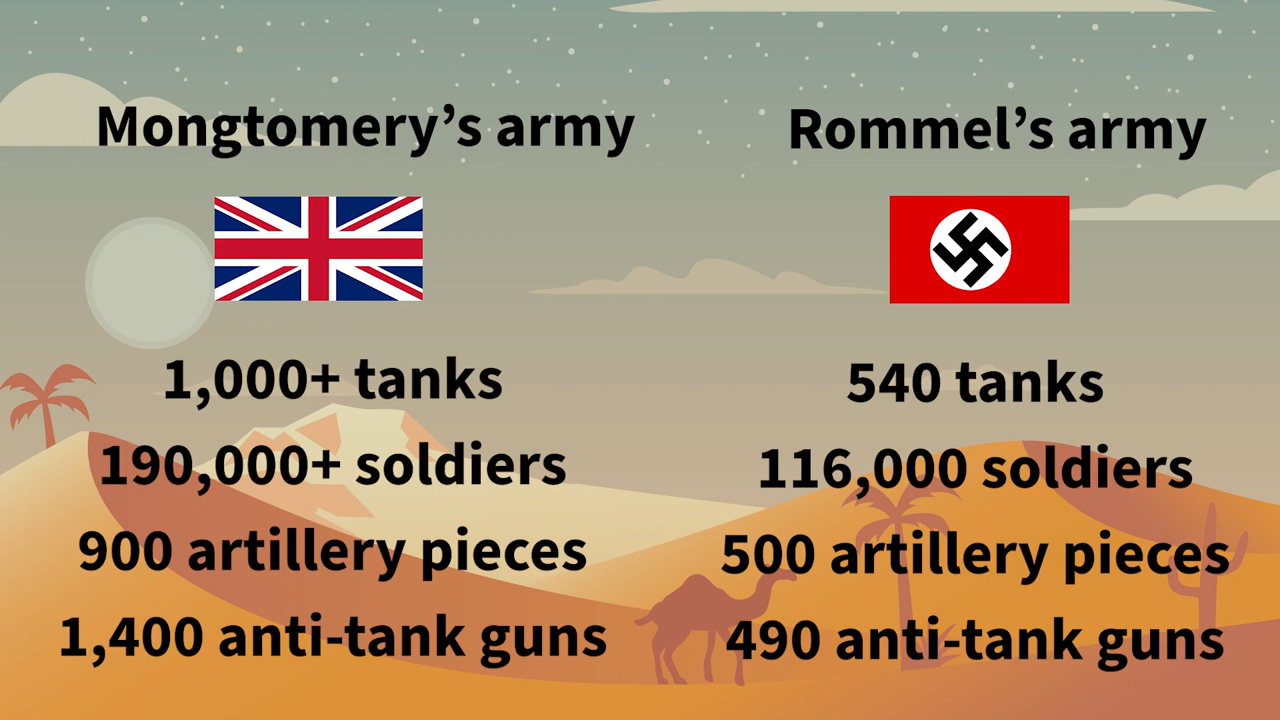 Mongtomery’s army
Rommel’s army
1,000+ tanks
540 tanks
190,000+ soldiers
116,000 soldiers
900 artillery pieces
500 artillery pieces
1,400 anti-tank guns
490 anti-tank guns